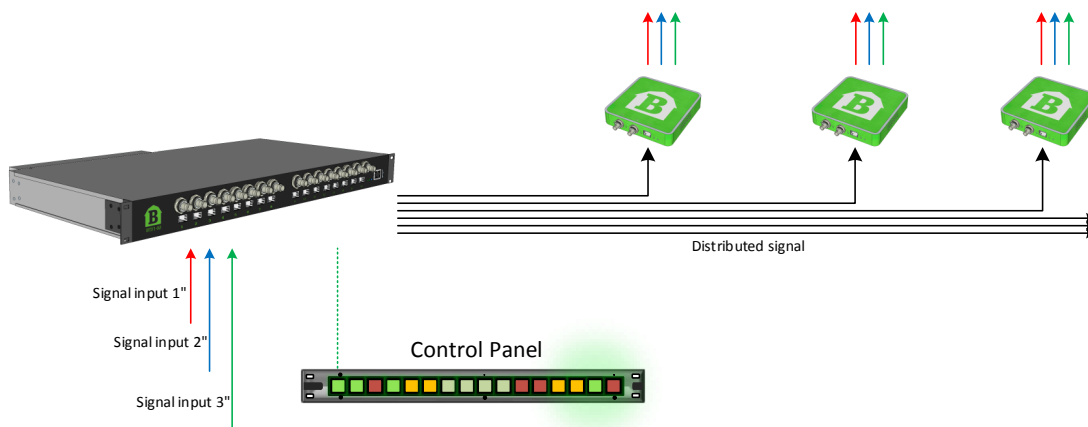 B
B
B
B
Distributed signal
Signal input 1"
Signal input 2"
Signal input 3"
Control Panel